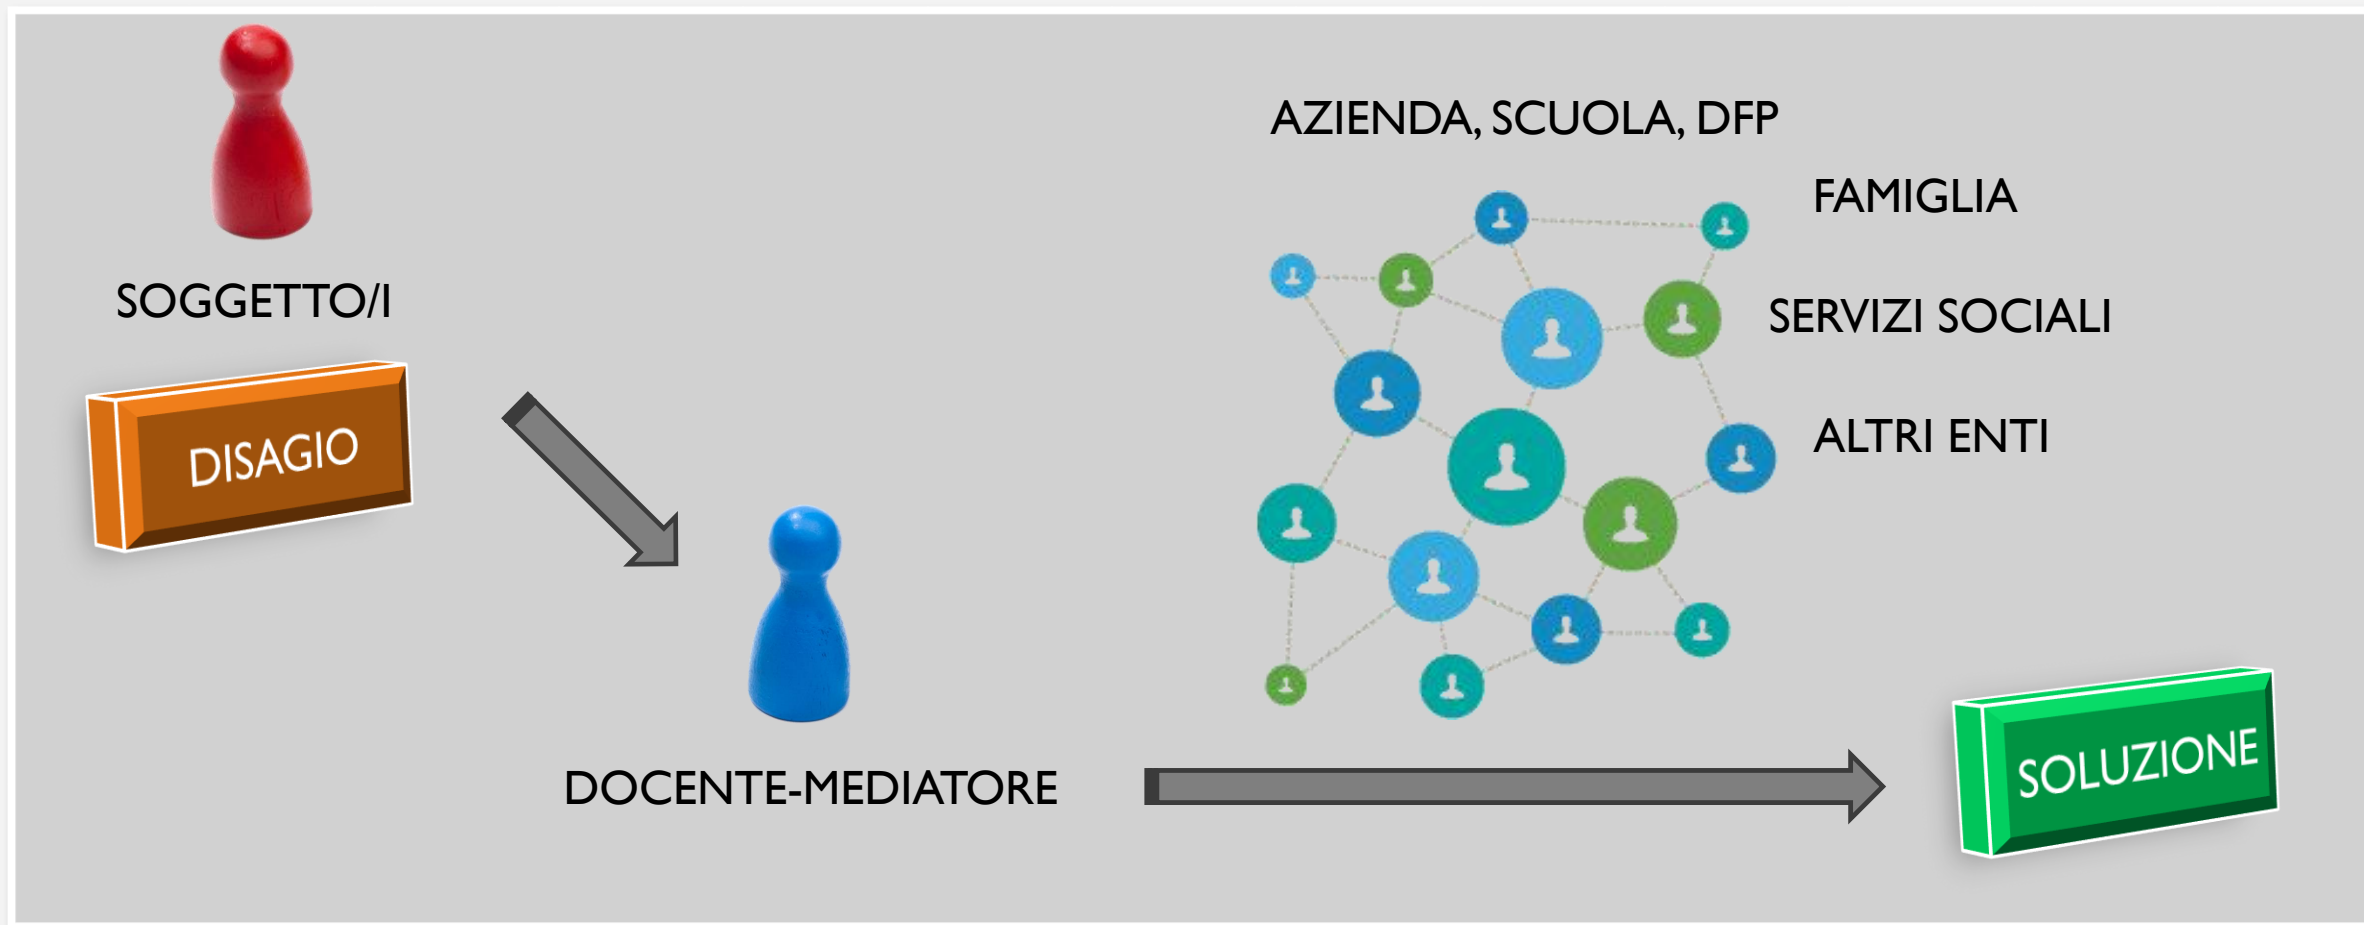 SOGGETTO/I
DISAGIO
DOCENTE-MEDIATORE
AZIENDA, SCUOLA, DFP
FAMIGLIA
SERVIZI SOCIALI
ALTRI ENTI
SOLUZIONE